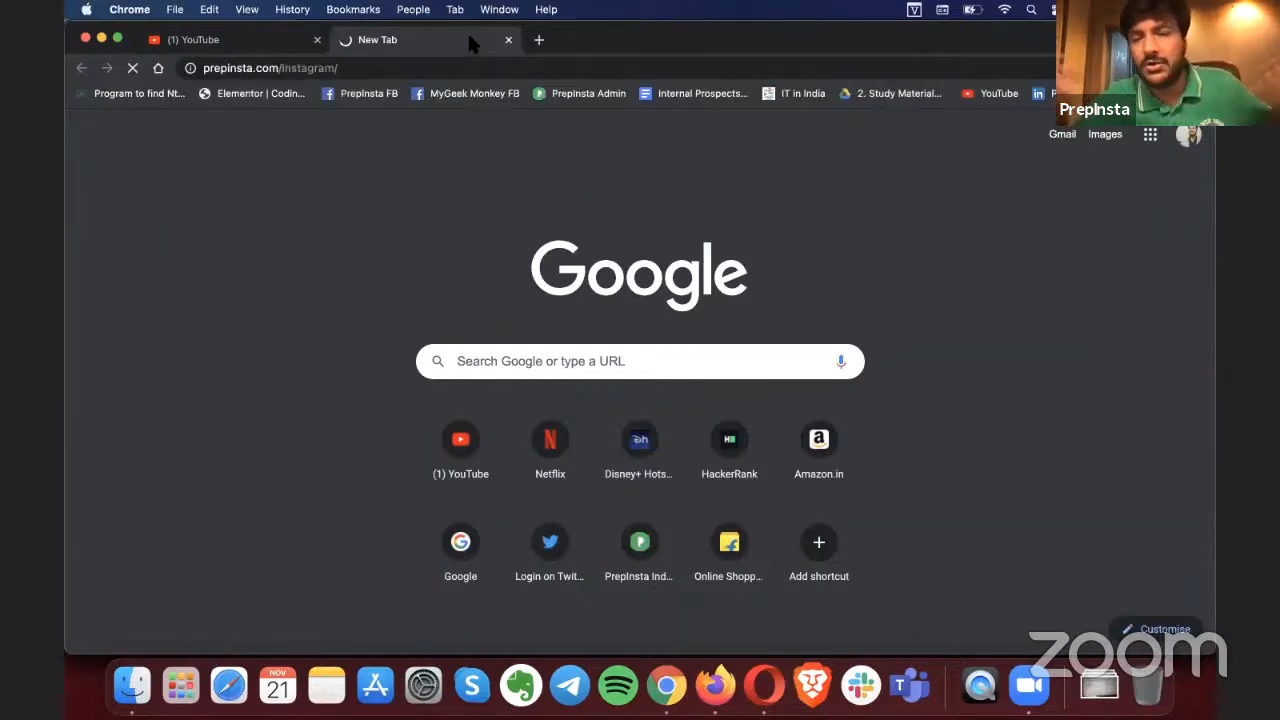 Chrome File Edit View History Bookmarks People Tab Window Help
(1) YouTube
New Tab
prepinsta.com/instagram/
Program to find Nt...
Elementor | Codin...
PrepInsta FB
MyGeek Monkey FB
PrepInsta Admin
Internal Prospects...
IT in India
2. Study Material...
YouTube
PrepInsta
Gmail Images
Google
Search Google or type a URL
(1) YouTube
Netflix
Disney+ Hots...
HackerRank
Amazon.in
Google
Login on Twit...
PrepInsta Ind...
Online Shopp...
Add shortcut
Customise
zoom
NOV
21